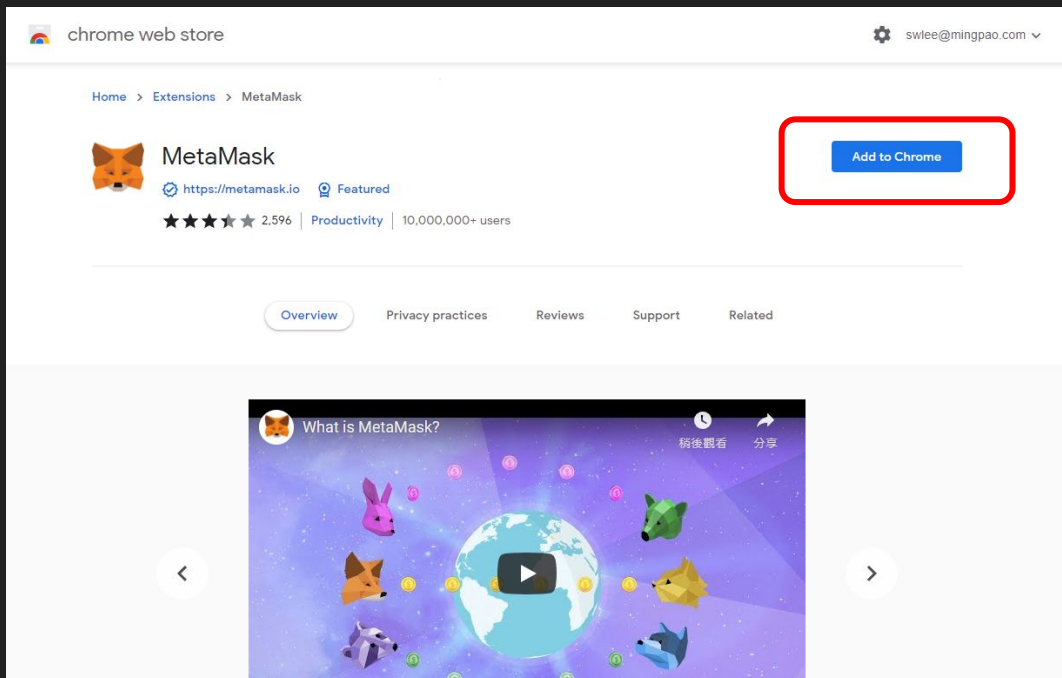 chrome web store
swlee@mingpao.com
Home > Extensions > MetaMask
MetaMask
Add to Chrome
https://metamask.io Featured
2,596 | Productivity | 10,000,000+ users
Overview Privacy practices Reviews Support Related
What is MetaMask?
稍後觀看 分享